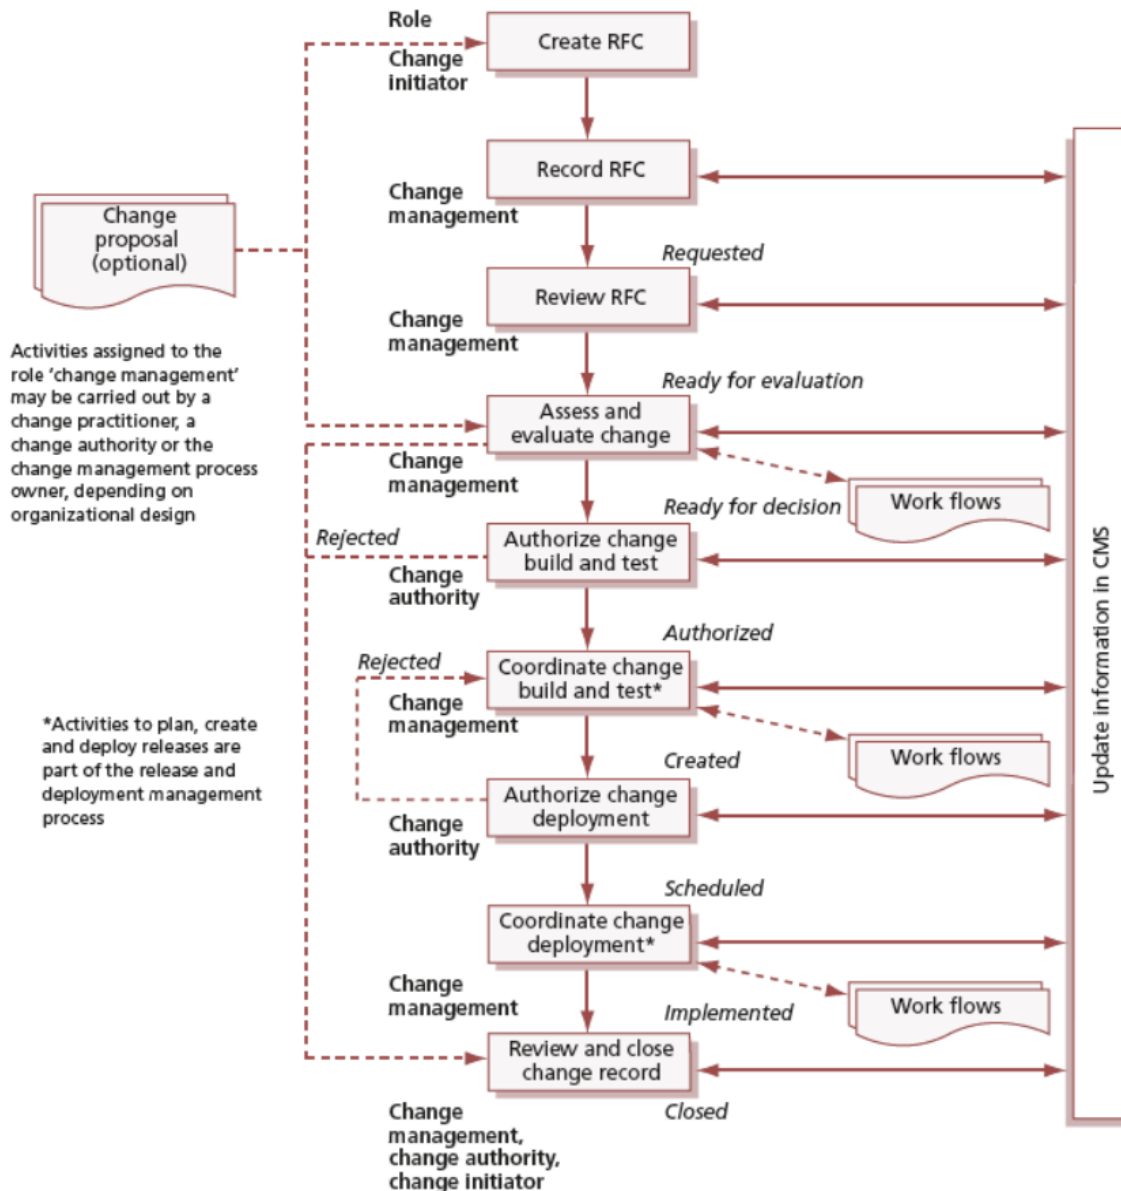 Role
Create RFC
Change
initiator
Record RFC
Change
management
Change
proposal
(optional)
Requested
Review RFC
Change
management
Activities assigned to the
role ‘change management’
may be carried out by a
change practitioner, a
change authority or the
change management process
owner, depending on
organizational design
Ready for evaluation
Assess and
evaluate change
Change
management
Work flows
Ready for decision
Rejected
Authorize change
build and test
Change
authority
Update information in CMS
Authorized
Rejected
Coordinate change
build and test*
Change
management
*Activities to plan, create
and deploy releases are
part of the release and
deployment management
process
Work flows
Created
Authorize change
deployment
Change
authority
Scheduled
Coordinate change
deployment*
Change
management
Work flows
Implemented
Review and close
change record
Closed
Change
management,
change authority,
change initiator